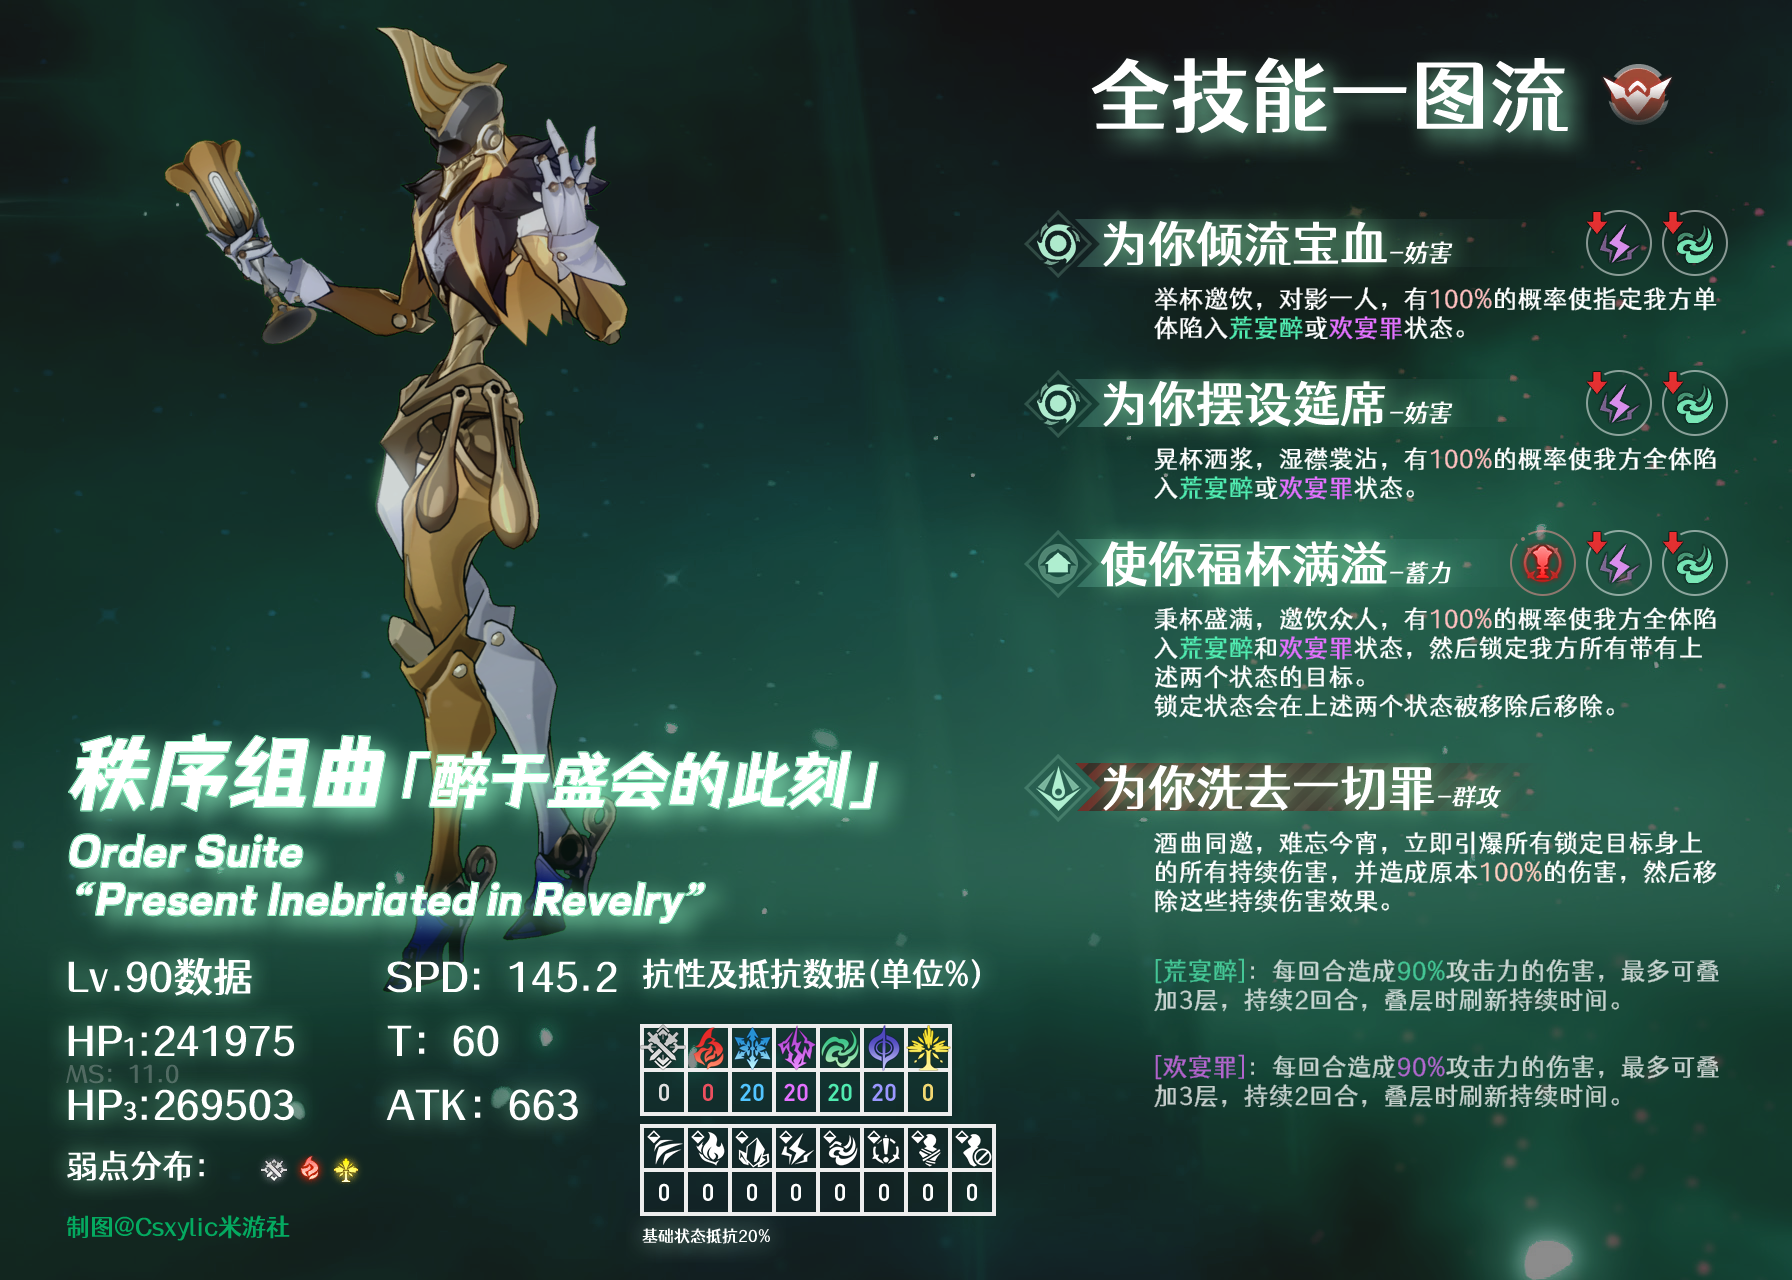 全技能一图流
为你倾流宝血-妨害
举杯邀饮，对影一人，有100%的概率使指定我方单
体陷入荒宴醉或欢宴罪状态。
为你摆设筵席-妨害
晃杯洒浆，湿襟裳沾，有100%的概率使我方全体陷
入荒宴醉或欢宴罪状态。
使你福杯满溢-蓄力
秉杯盛满，邀饮众人，有100%的概率使我方全体陷
入荒宴醉和欢宴罪状态，然后锁定我方所有带有上
述两个状态的目标。
锁定状态会在上述两个状态被移除后移除。
为你洗去一切罪-群攻
酒曲同邀，难忘今宵，立即引爆所有锁定目标身上
的所有持续伤害，并造成原本100%的伤害，然后移
除这些持续伤害效果。
[荒宴醉]：每回合造成90%攻击力的伤害，最多可叠
加3层，持续2回合，叠层时刷新持续时间。
[欢宴罪]：每回合造成90%攻击力的伤害，最多可叠
加3层，持续2回合，叠层时刷新持续时间。
秩序组曲「醉于盛会的此刻」
Order Suite
“Present Inebriated in Revelry”
Lv.90数据 SPD：145.2
HP1:241975 T：60
MS：11.0
HP3:269503 ATK：663
弱点分布：
制图@Csxylic米游社
抗性及抵抗数据(单位%)
0 0 20 20 20 20 0
0 0 0 0 0 0 0 0
基础状态抵抗20%